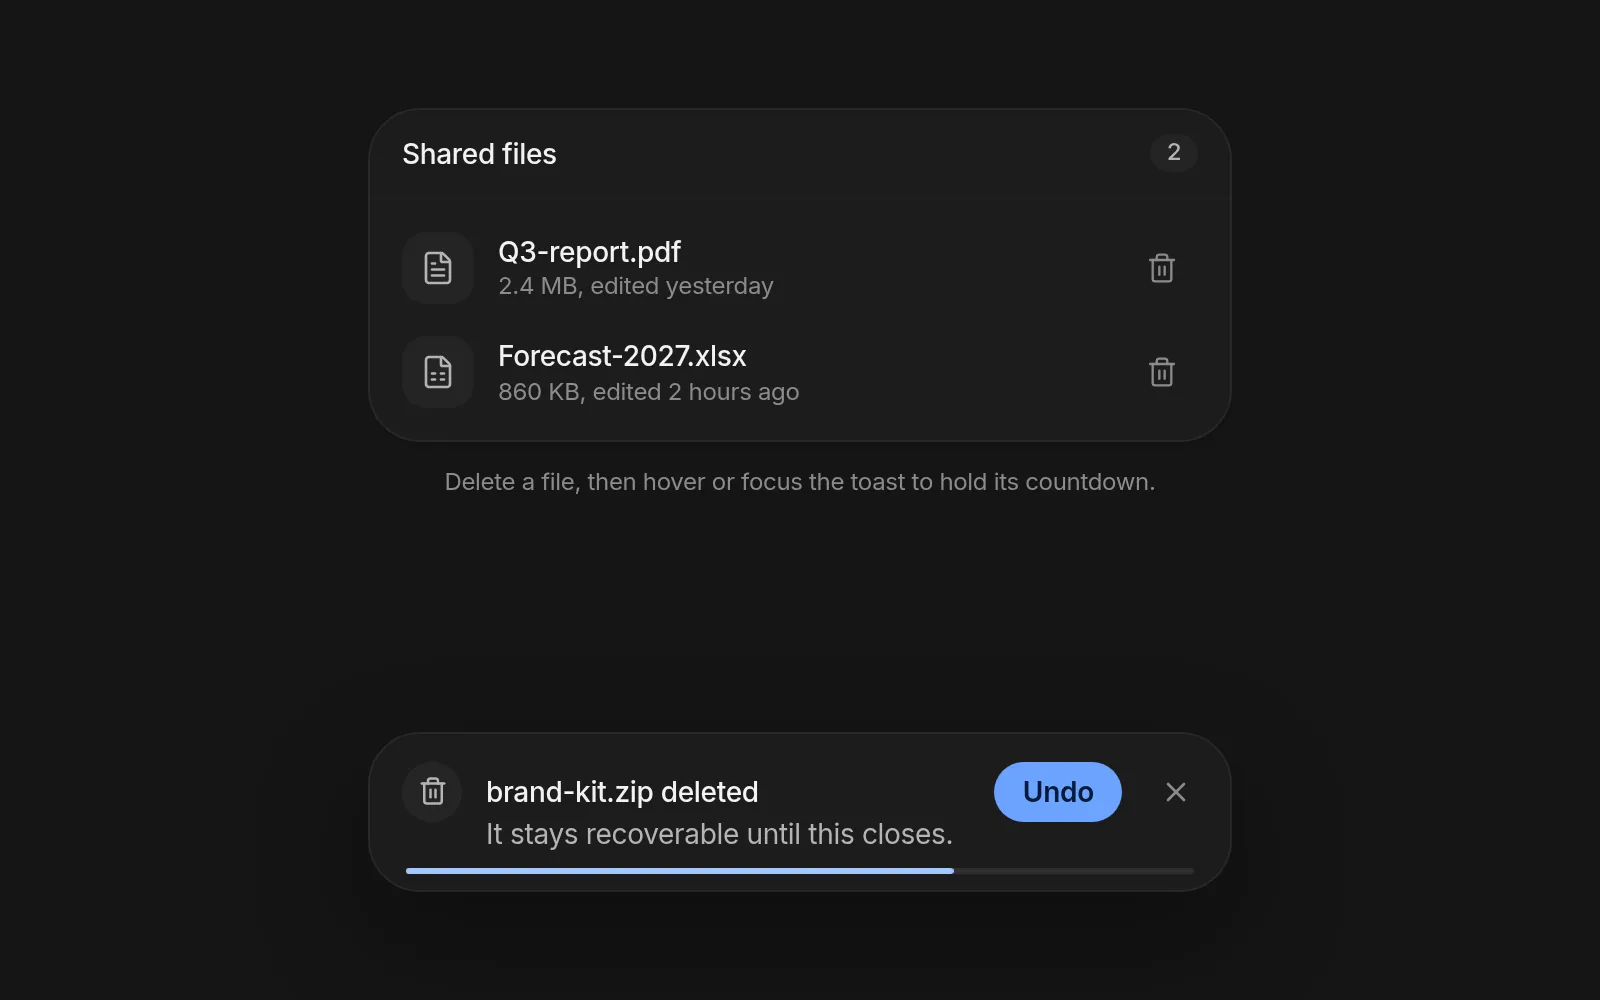 Shared files
2
Q3-report.pdf
2.4 MB, edited yesterday
Forecast-2027.xlsx
860 KB, edited 2 hours ago
Delete a file, then hover or focus the toast to hold its countdown.
brand-kit.zip deleted
Undo
It stays recoverable until this closes.